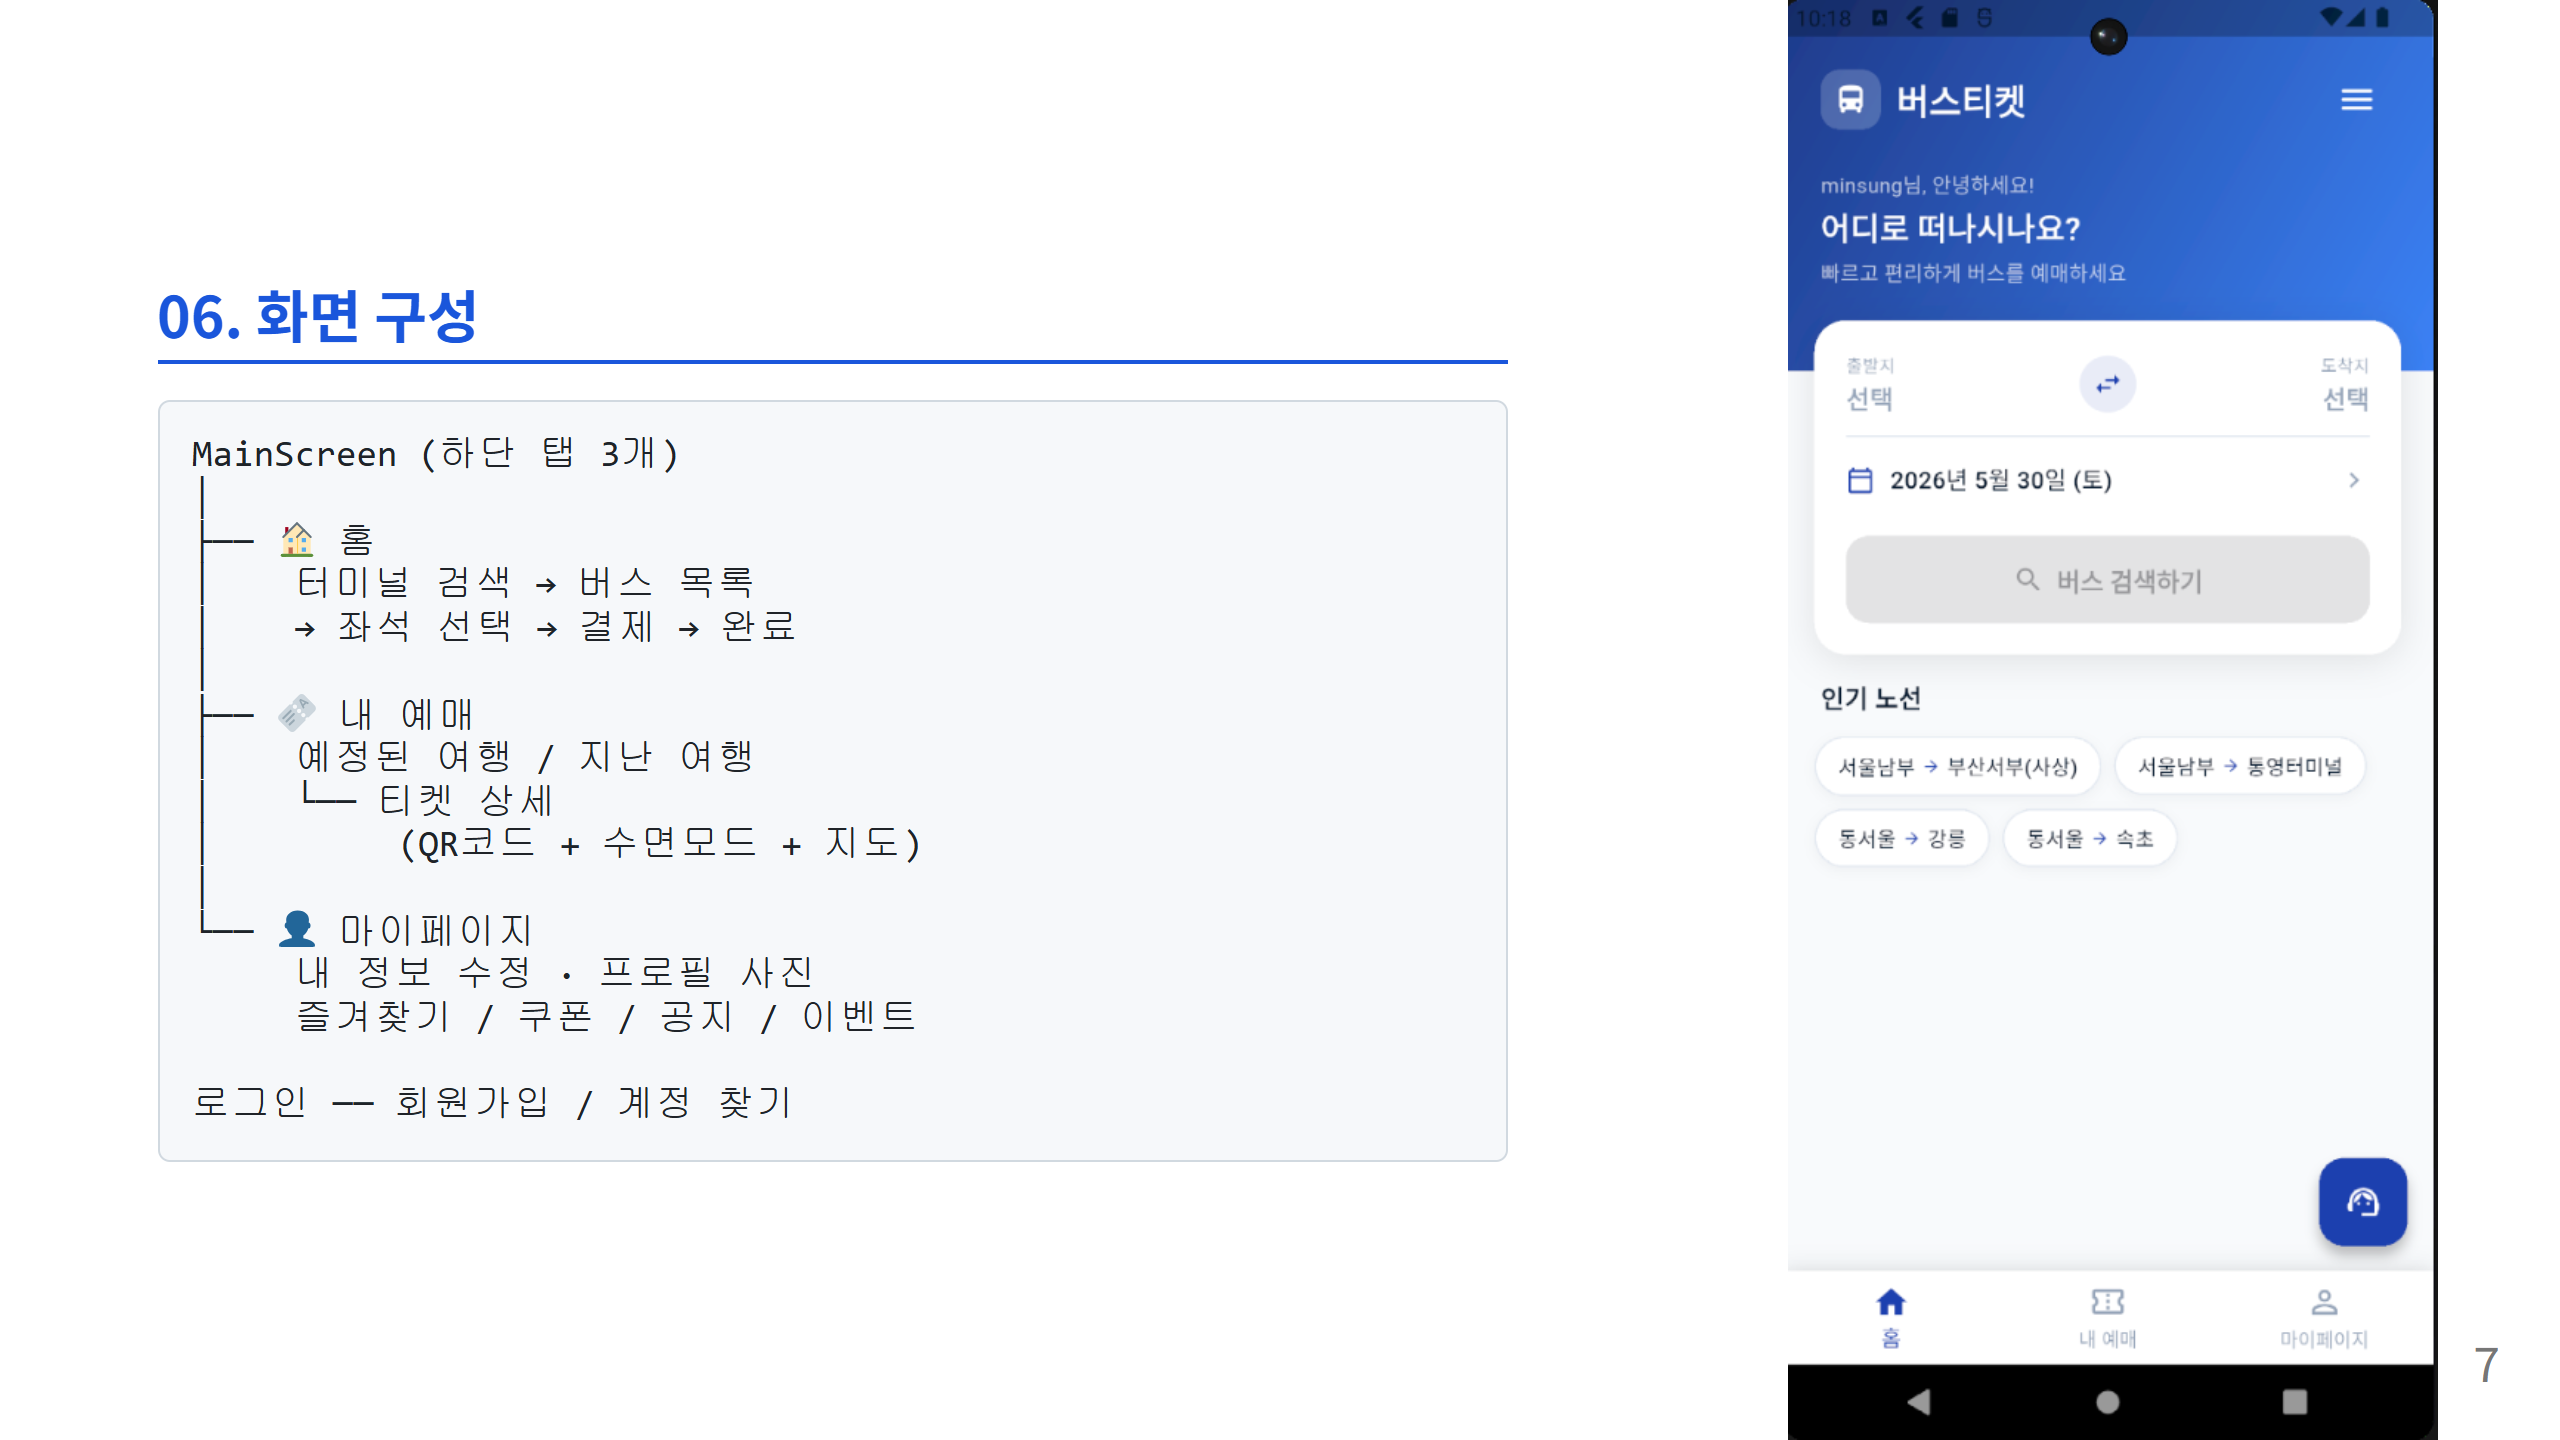 06. 화면 구성
MainScreen (하단 탭 3개)
│
├── 🏠 홈
│ 터미널 검색 → 버스 목록
│ → 좌석 선택 → 결제 → 완료
│
├── 🎫 내 예매
│ 예정된 여행 / 지난 여행
│ └── 티켓 상세
│ (QR코드 + 수면모드 + 지도)
│
└── 👤 마이페이지
내 정보 수정 · 프로필 사진
즐겨찾기 / 쿠폰 / 공지 / 이벤트
로그인 ── 회원가입 / 계정 찾기
10:18
버스티켓
minsung님, 안녕하세요!
어디로 떠나시나요?
빠르고 편리하게 버스를 예매하세요
출발지 도착지
선택 선택
2026년 5월 30일 (토)
버스 검색하기
인기 노선
서울남부 → 부산서부(사상) 서울남부 → 통영터미널
동서울 → 강릉 동서울 → 속초
홈 내 예매 마이페이지
7